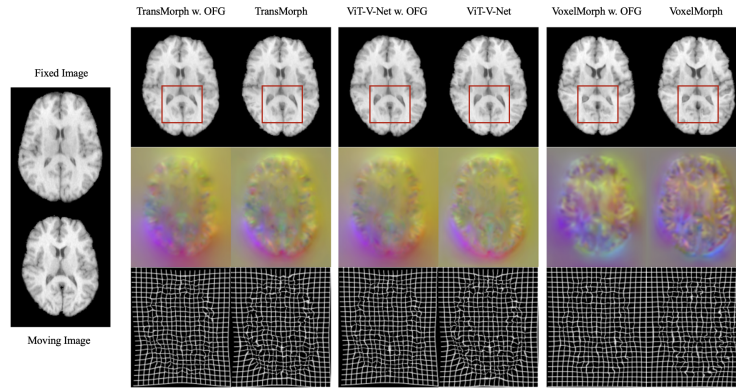 TransMorph w. OFG
TransMorph
ViT-V-Net w. OFG
ViT-V-Net
VoxelMorph w. OFG
VoxelMorph
Fixed Image
Moving Image